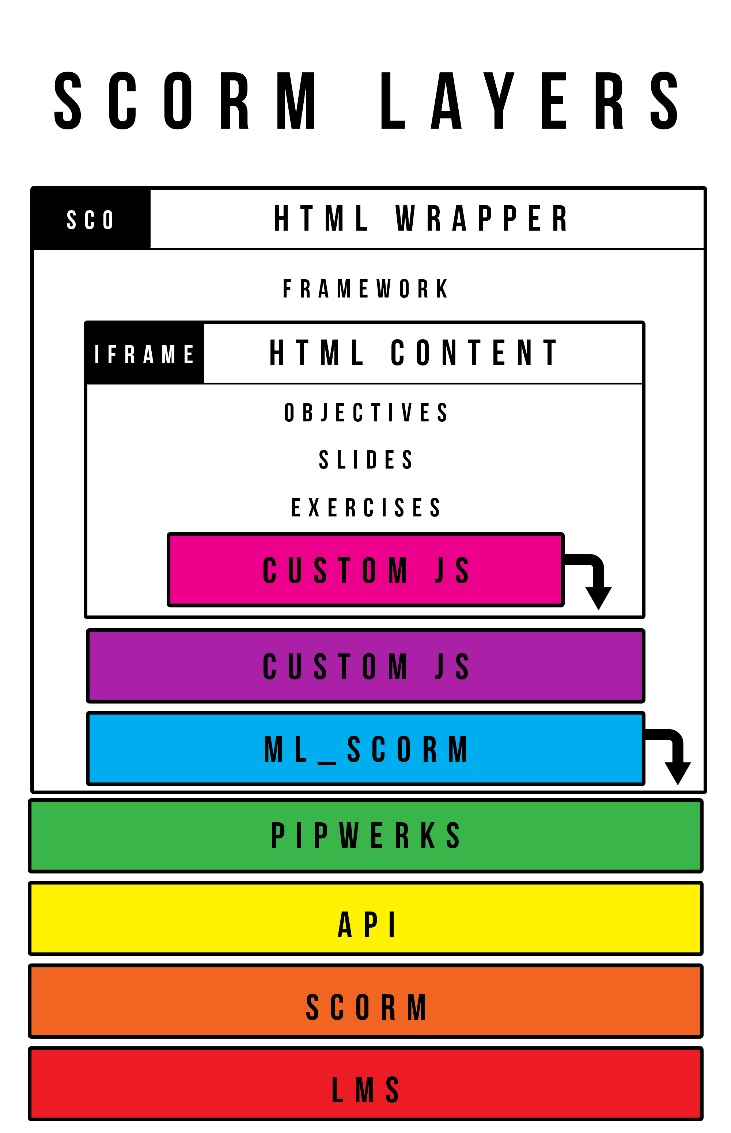 SCORM LAYERS
SCO HTML WRAPPER
FRAMEWORK
IFRAME HTML CONTENT
OBJECTIVES
SLIDES
EXERCISES
CUSTOM JS
CUSTOM JS
ML_SCORM
PIPWERKS
API
SCORM
LMS